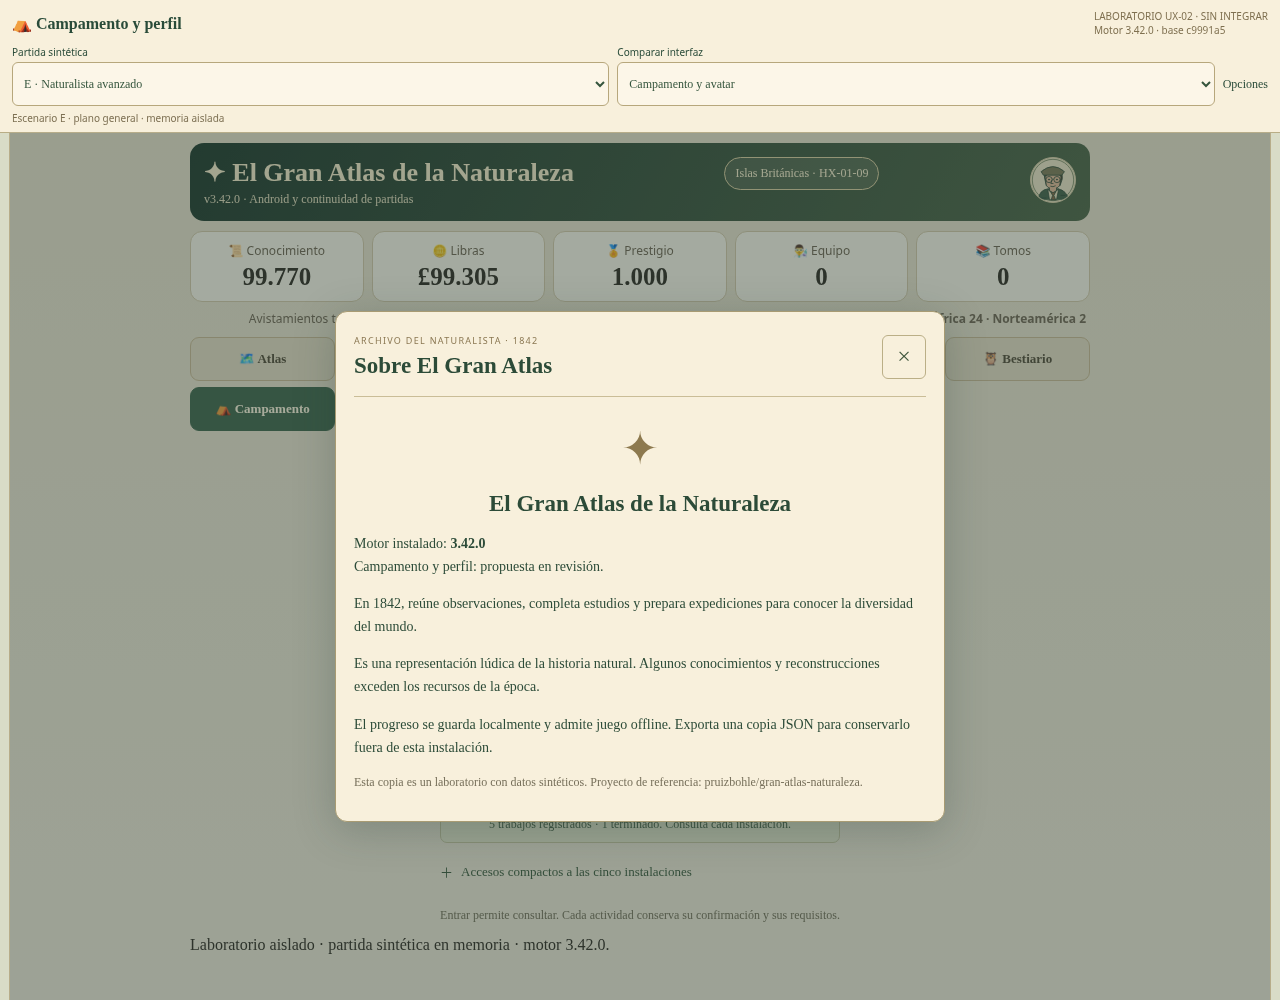 ⛺ Campamento y perfil
LABORATORIO UX-02 · SIN INTEGRAR
Motor 3.42.0 · base c9991a5
Partida sintética
Comparar interfaz
E · Naturalista avanzado
Campamento y avatar
Opciones
Escenario E · plano general · memoria aislada
✦ El Gran Atlas de la Naturaleza
v3.42.0 · Android y continuidad de partidas
Islas Británicas · HX-01-09
📜 Conocimiento
99.770
🪙 Libras
£99.305
🏅 Prestigio
1.000
👨‍🔬 Equipo
0
📚 Tomos
0
Avistamientos
24 · Norteamérica 2
🗺️ Atlas
🦉 Bestiario
⛺ Campamento
ARCHIVO DEL NATURALISTA · 1842
Sobre El Gran Atlas
×
✦
El Gran Atlas de la Naturaleza
Motor instalado: 3.42.0
Campamento y perfil: propuesta en revisión.
En 1842, reúne observaciones, completa estudios y prepara expediciones para conocer la diversidad
del mundo.
Es una representación lúdica de la historia natural. Algunos conocimientos y reconstrucciones
exceden los recursos de la época.
El progreso se guarda localmente y admite juego offline. Exporta una copia JSON para conservarlo
fuera de esta instalación.
Esta copia es un laboratorio con datos sintéticos. Proyecto de referencia: pruizbohle/gran-atlas-naturaleza.
5 trabajos registrados · 1 terminado. Consulta cada instalación.
+ Accesos compactos a las cinco instalaciones
Entrar permite consultar. Cada actividad conserva su confirmación y sus requisitos.
Laboratorio aislado · partida sintética en memoria · motor 3.42.0.